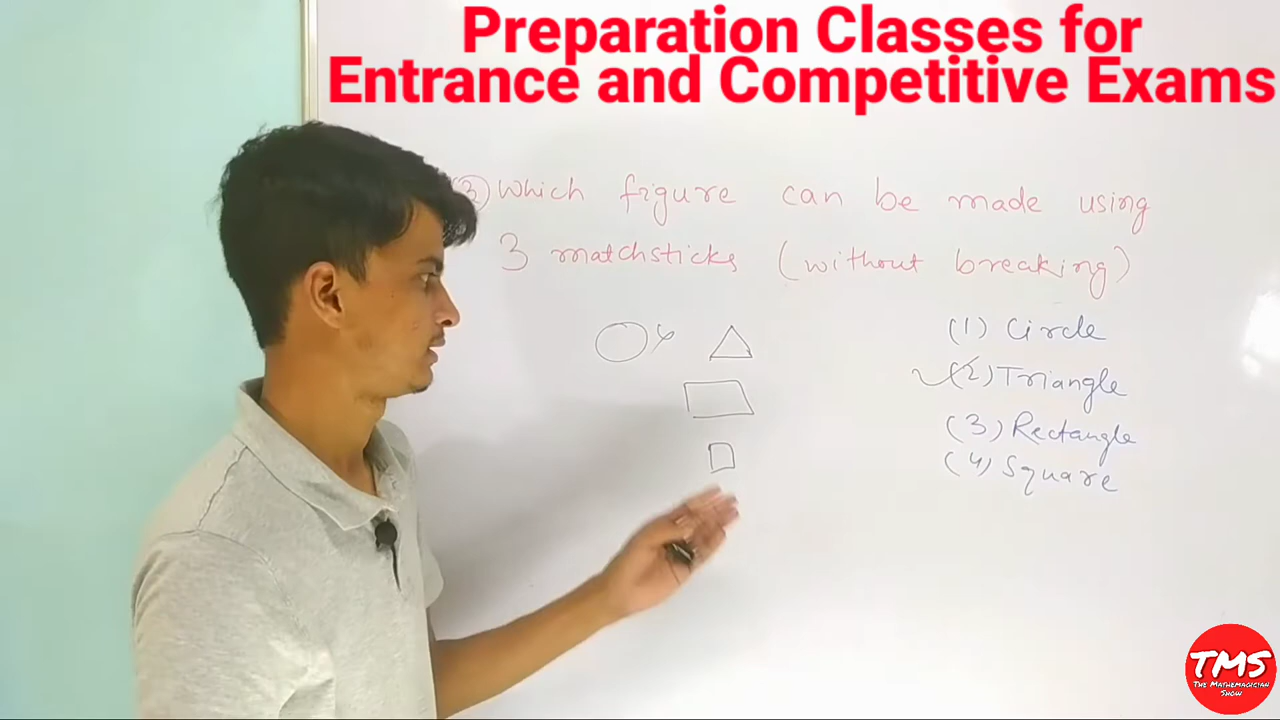 Preparation Classes for
Entrance and Competitive Exams
(3) Which figure can be made using
3 matchsticks (without breaking)
(1) Circle
(2) Triangle
(3) Rectangle
(4) Square
TMS
The Mathemagician
Show